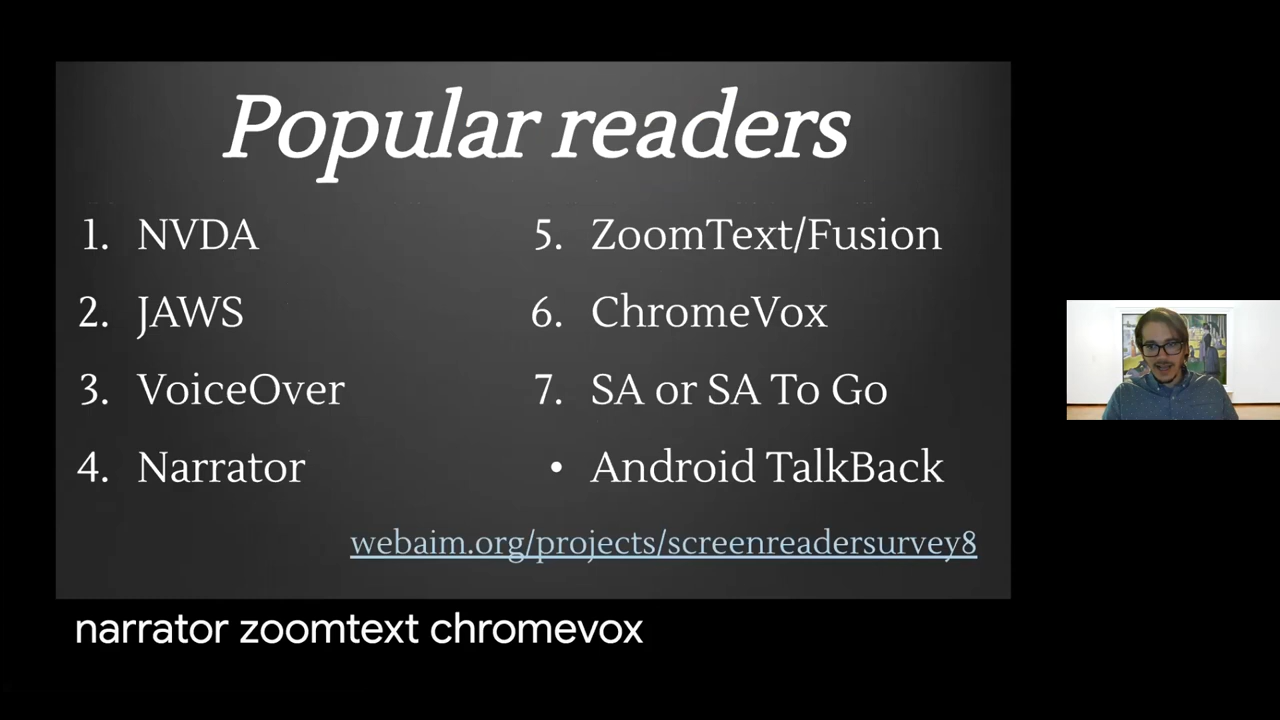 Popular readers
1. NVDA
2. JAWS
3. VoiceOver
4. Narrator
5. ZoomText/Fusion
6. ChromeVox
7. SA or SA To Go
• Android TalkBack
webaim.org/projects/screenreadersurvey8
narrator zoomtext chromevox